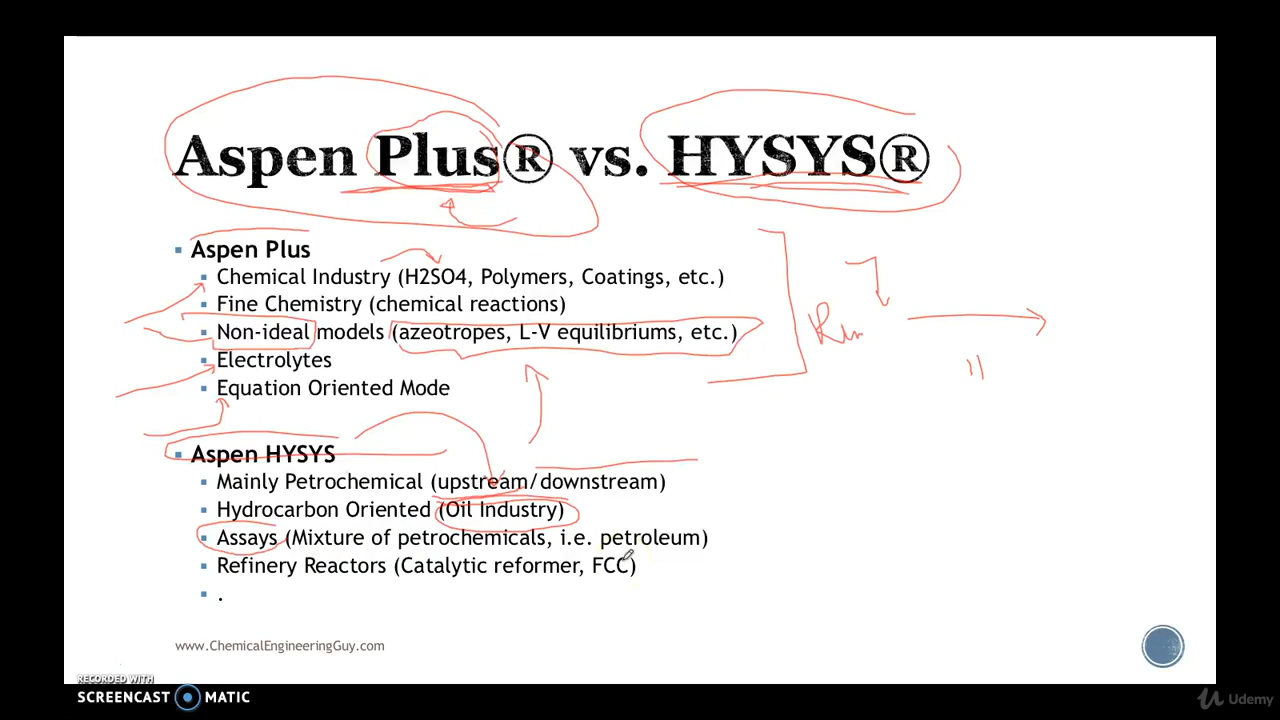 Aspen Plus® vs. HYSYS®
Aspen Plus
Chemical Industry (H2SO4, Polymers, Coatings, etc.)
Fine Chemistry (chemical reactions)
Non-ideal models (azeotropes, L-V equilibriums, etc.)
Electrolytes
Equation Oriented Mode
Aspen HYSYS
Mainly Petrochemical (upstream/downstream)
Hydrocarbon Oriented (Oil Industry)
Assays (Mixture of petrochemicals, i.e. petroleum)
Refinery Reactors (Catalytic reformer, FCC)
.
www.ChemicalEngineeringGuy.com
RECORDED WITH
SCREENCAST MATIC
Udemy